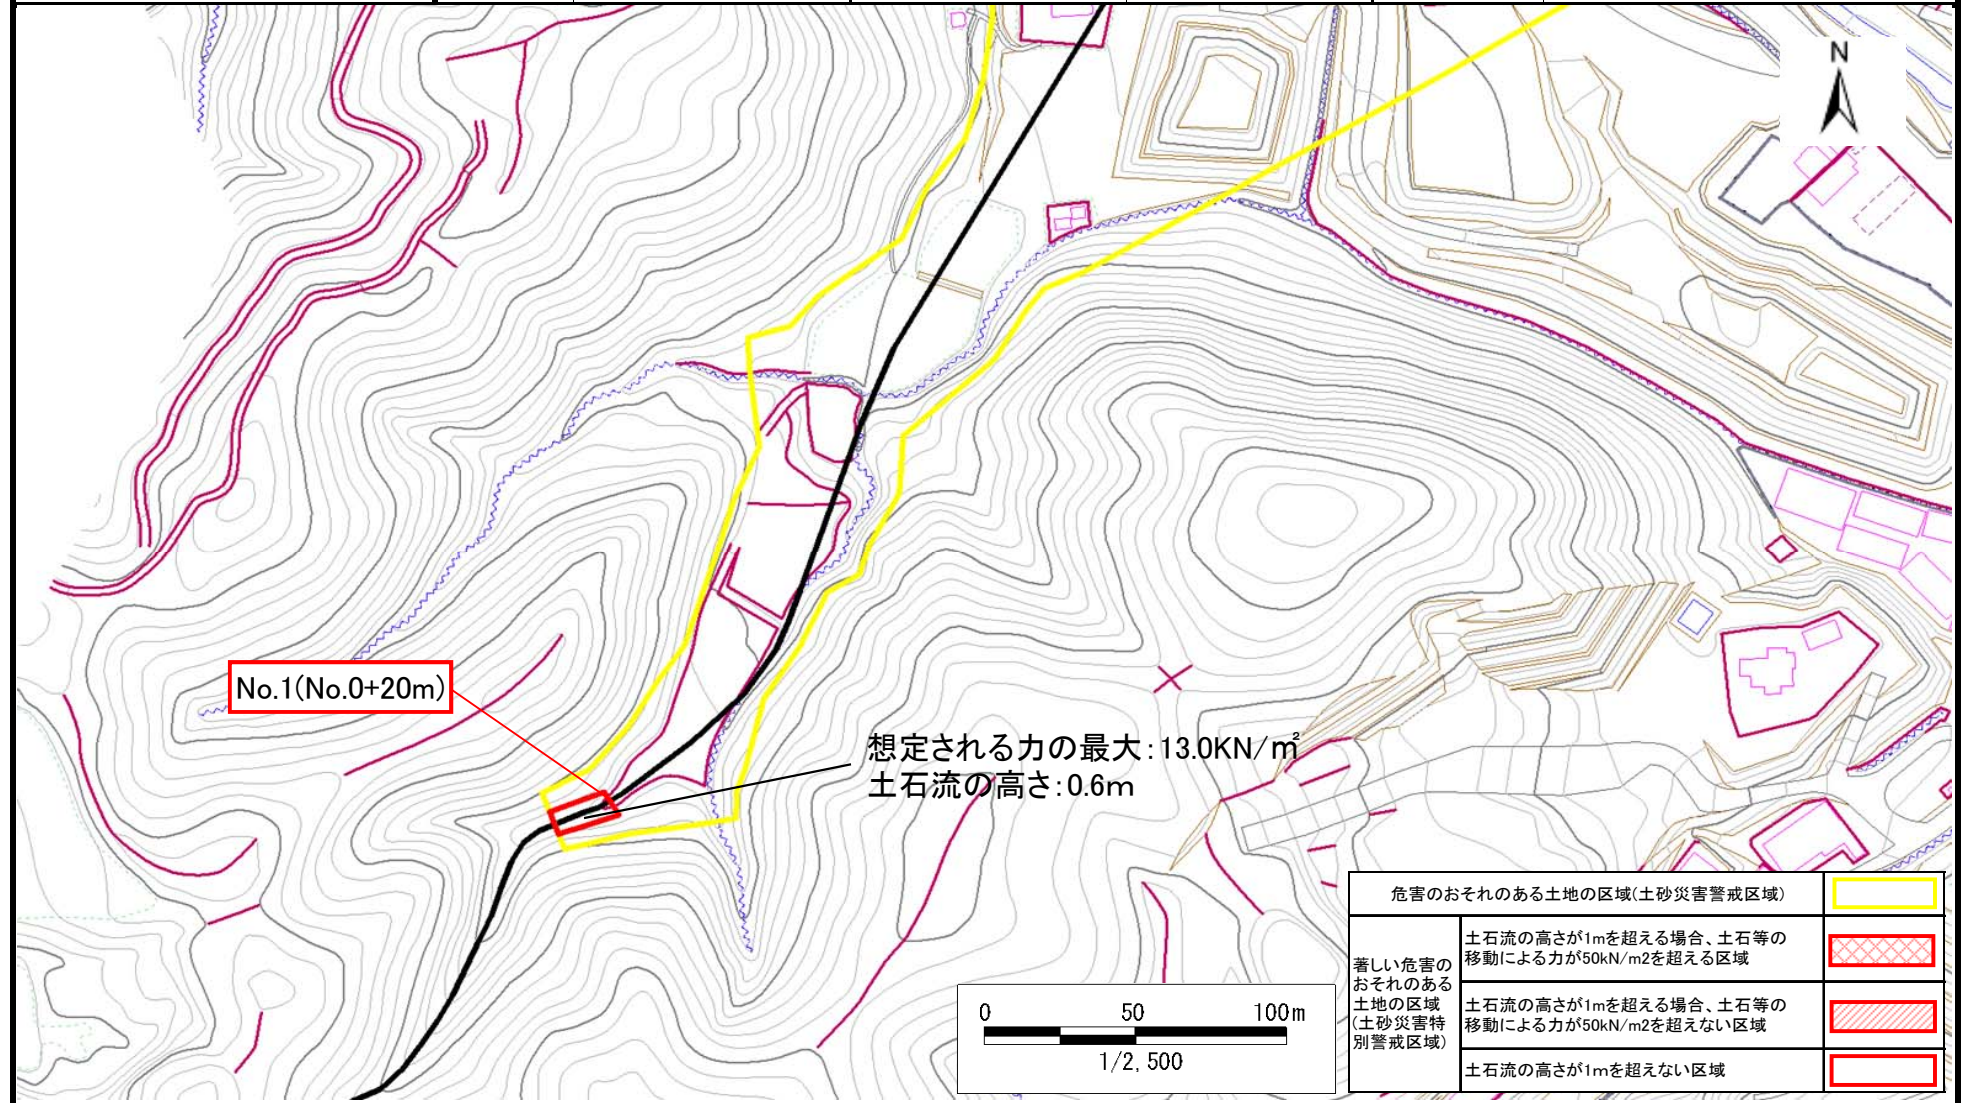 N
No.1(No.0+20m)
想定される力の最大:13.0KN/㎡
土石流の高さ:0.6m
危害のおそれのある土地の区域(土砂災害警戒区域)
著しい危害の
おそれのある
土地の区域
(土砂災害特
別警戒区域)
土石流の高さが1mを超える場合、土石等の
移動による力が50kN/m2を超える区域
土石流の高さが1mを超える場合、土石等の
移動による力が50kN/m2を超えない区域
土石流の高さが1mを超えない区域
0 50 100m
1/2,500